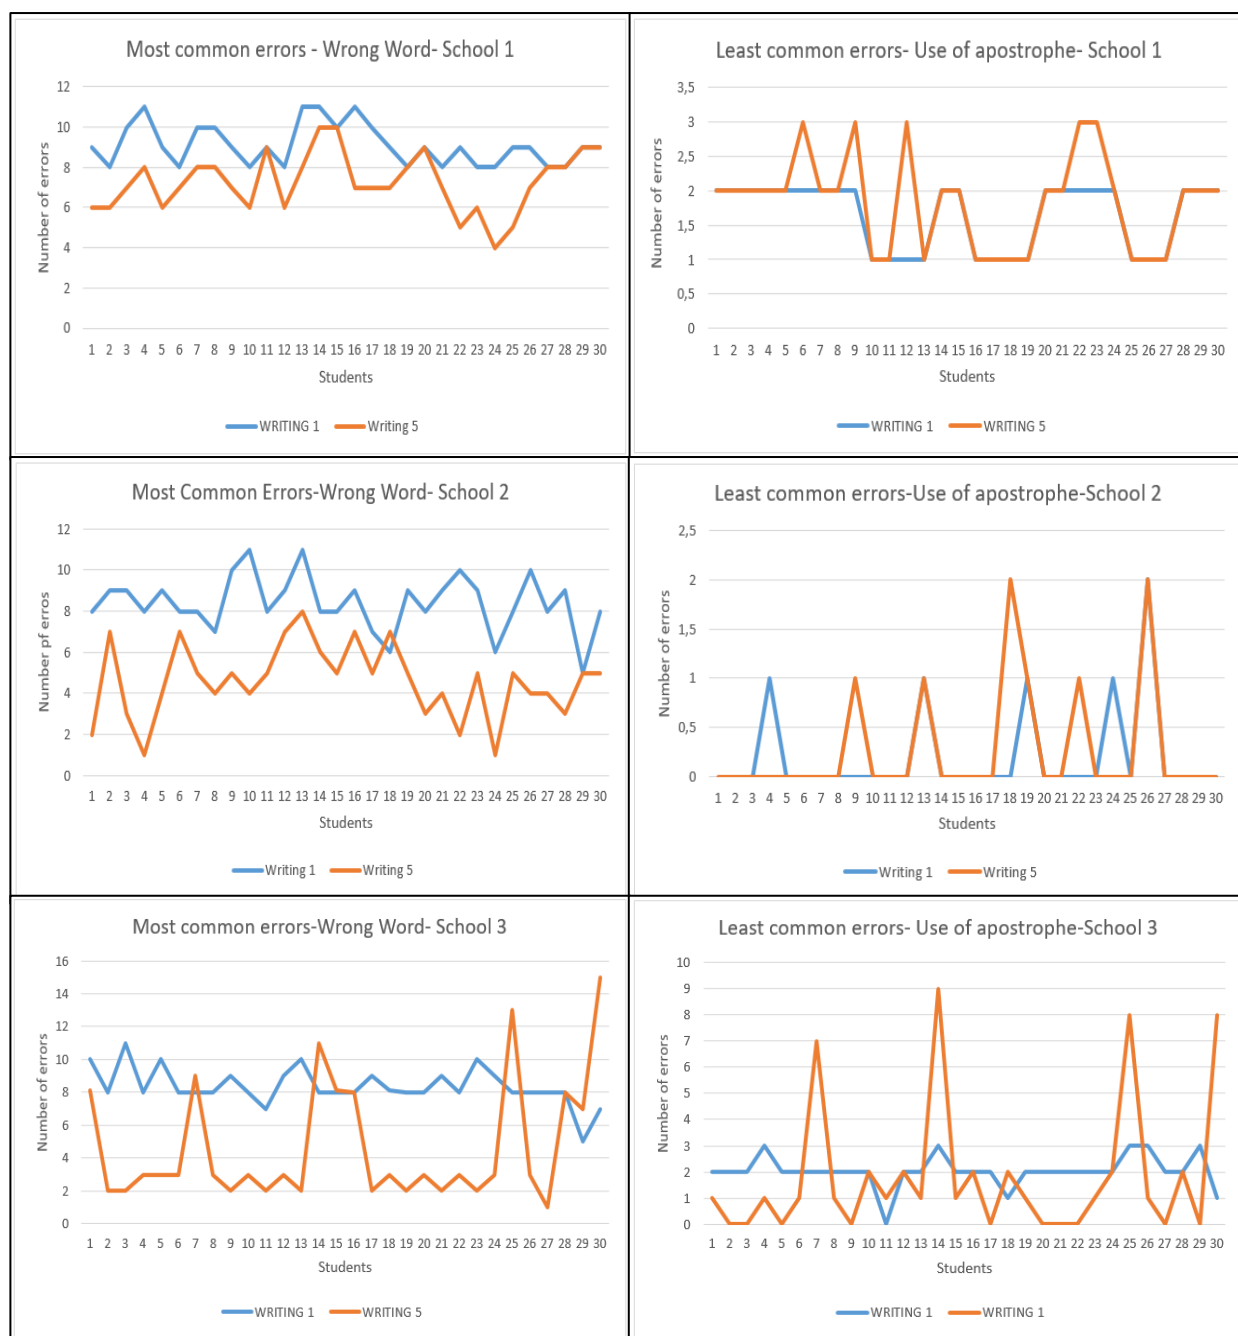 Most common errors - Wrong Word- School 1
12
10
8
6
4
2
0
Number of errors
1 2 3 4 5 6 7 8 9 10 11 12 13 14 15 16 17 18 19 20 21 22 23 24 25 26 27 28 29 30
Students
WRITING 1 Writing 5
Least common errors- Use of apostrophe- School 1
3,5
3
2,5
2
1,5
1
0,5
0
Number of errors
1 2 3 4 5 6 7 8 9 10 11 12 13 14 15 16 17 18 19 20 21 22 23 24 25 26 27 28 29 30
Students
WRITING 1 WRITING 5
Most Common Errors-Wrong Word- School 2
12
10
8
6
4
2
0
Number pf erros
1 2 3 4 5 6 7 8 9 10 11 12 13 14 15 16 17 18 19 20 21 22 23 24 25 26 27 28 29 30
Students
Writing 1 Writing 5
Least common errors-Use of apostrophe-School 2
2,5
2
1,5
1
0,5
0
Number of errors
1 2 3 4 5 6 7 8 9 10 11 12 13 14 15 16 17 18 19 20 21 22 23 24 25 26 27 28 29 30
Students
Writing 1 Writing 5
Most common errors-Wrong Word- School 3
16
14
12
10
8
6
4
2
0
Number of errors
1 2 3 4 5 6 7 8 9 10 11 12 13 14 15 16 17 18 19 20 21 22 23 24 25 26 27 28 29 30
Students
WRITING 1 WRITING 5
Least common errors- Use of apostrophe-School 3
10
9
8
7
6
5
4
3
2
1
0
Number of errors
1 2 3 4 5 6 7 8 9 10 11 12 13 14 15 16 17 18 19 20 21 22 23 24 25 26 27 28 29 30
Students
WRITING 1 WRITING 1